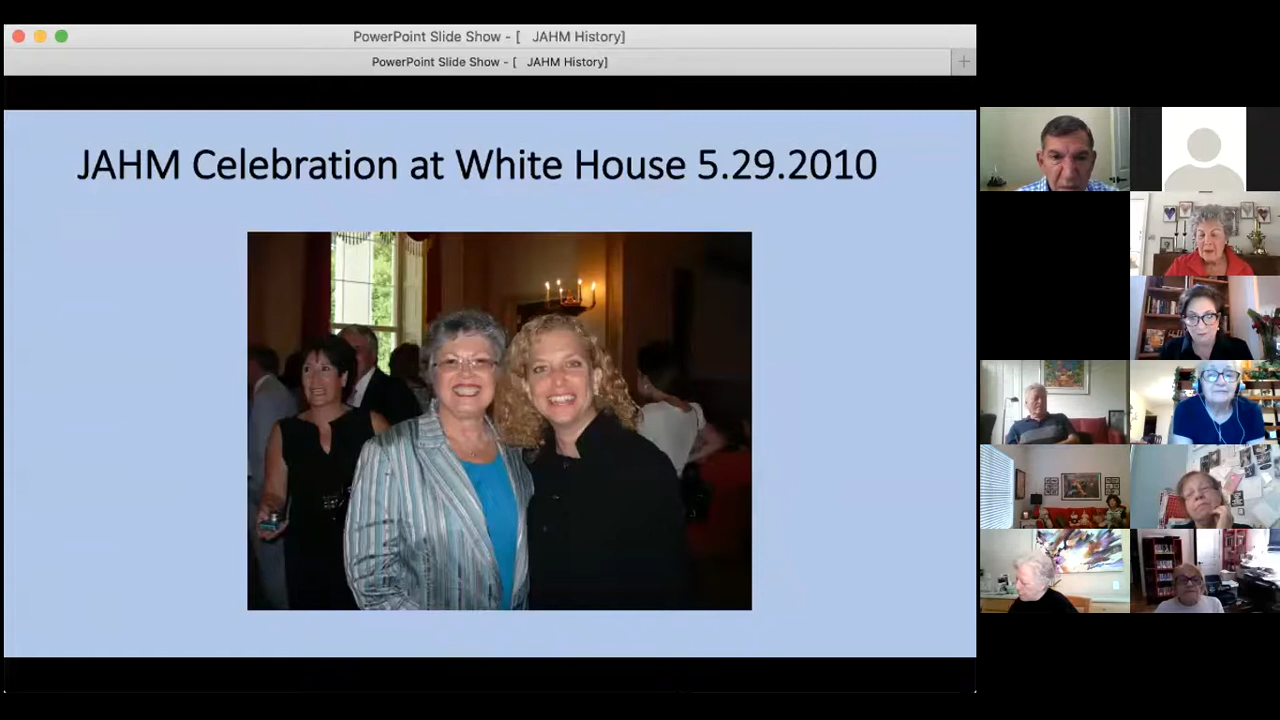 PowerPoint Slide Show - [ JAHM History]
PowerPoint Slide Show - [ JAHM History]
JAHM Celebration at White House 5.29.2010